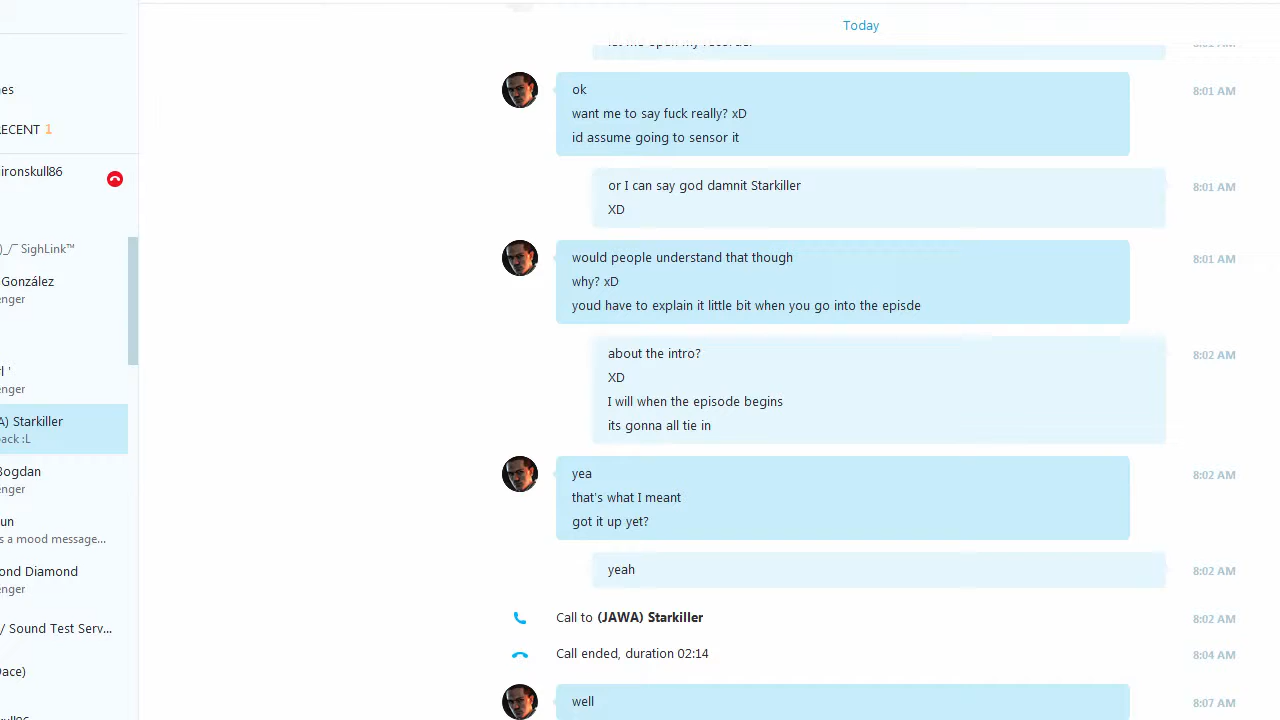 Today
8:01 AM
ok
want me to say fuck really? xD
id assume going to sensor it
8:01 AM
or I can say god damnit Starkiller
XD
8:01 AM
would people understand that though
why? xD
youd have to explain it little bit when you go into the episde
8:01 AM
about the intro?
XD
I will when the episode begins
its gonna all tie in
8:02 AM
yea
that's what I meant
got it up yet?
8:02 AM
yeah
8:02 AM
Call to (JAWA) Starkiller
8:02 AM
Call ended, duration 02:14
8:04 AM
well
8:07 AM
es
ECENT 1
ironskull86
)_/¯ SighLink™
González
enger
l '
enger
A) Starkiller
ack :L
Bogdan
enger
un
s a mood message...
ond Diamond
enger
/ Sound Test Serv...
Dace)